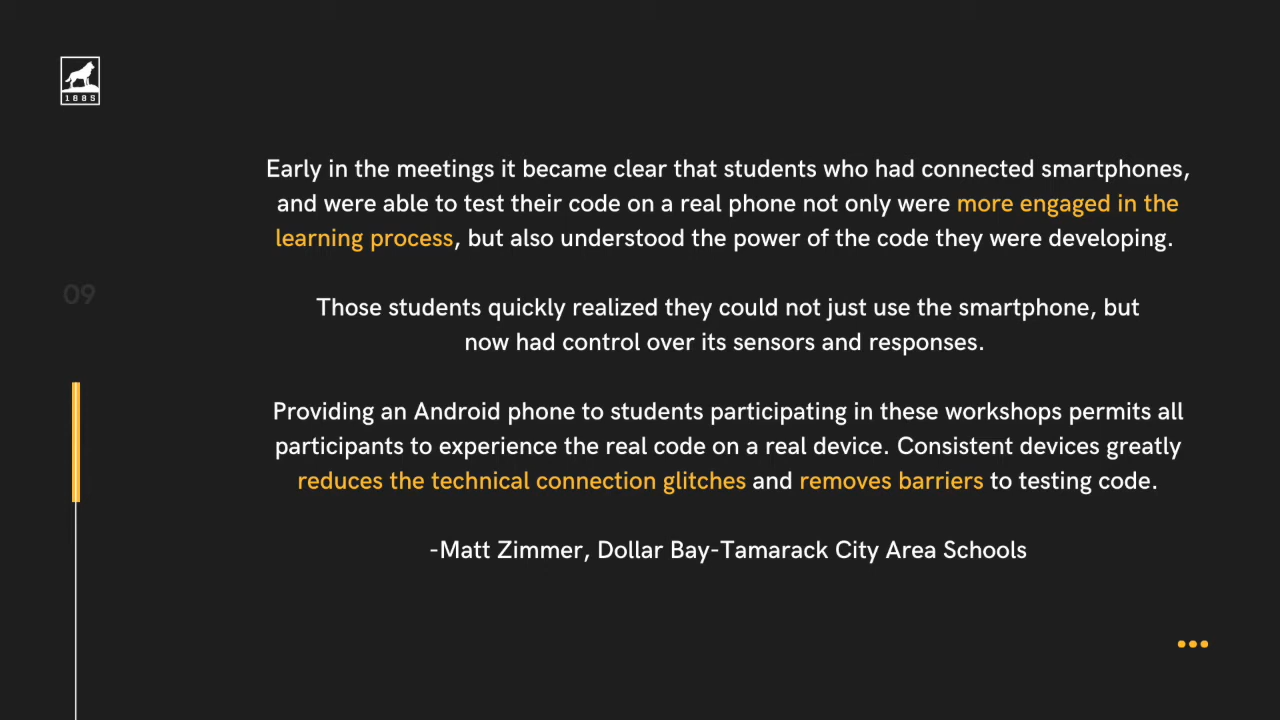 1885
Early in the meetings it became clear that students who had connected smartphones,
and were able to test their code on a real phone not only were more engaged in the
learning process, but also understood the power of the code they were developing.
09
Those students quickly realized they could not just use the smartphone, but
now had control over its sensors and responses.
Providing an Android phone to students participating in these workshops permits all
participants to experience the real code on a real device. Consistent devices greatly
reduces the technical connection glitches and removes barriers to testing code.
-Matt Zimmer, Dollar Bay-Tamarack City Area Schools